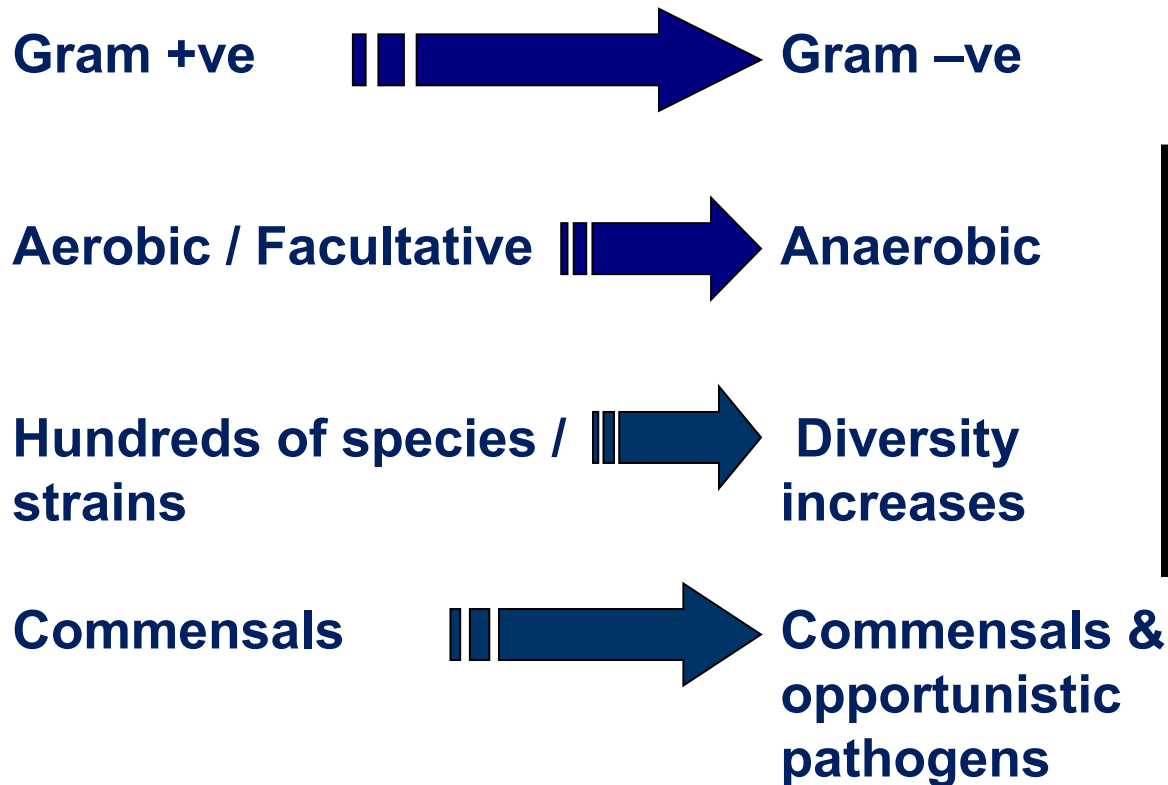 Gram +ve
Gram –ve
Aerobic / Facultative
Anaerobic
Hundreds of species /
strains
Diversity
increases
Commensals
Commensals &
opportunistic
pathogens